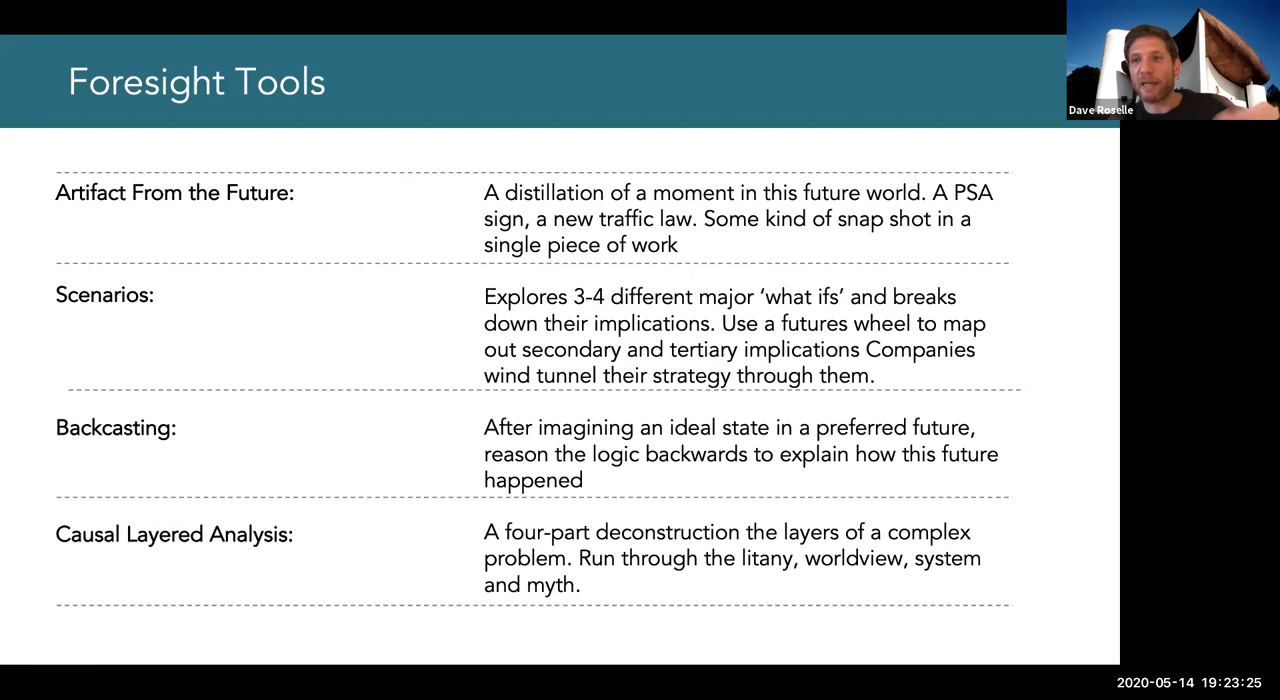 Foresight Tools
Dave Roselle
Artifact From the Future:
A distillation of a moment in this future world. A PSA
sign, a new traffic law. Some kind of snap shot in a
single piece of work
Scenarios:
Explores 3-4 different major ‘what ifs’ and breaks
down their implications. Use a futures wheel to map
out secondary and tertiary implications Companies
wind tunnel their strategy through them.
Backcasting:
After imagining an ideal state in a preferred future,
reason the logic backwards to explain how this future
happened
Causal Layered Analysis:
A four-part deconstruction the layers of a complex
problem. Run through the litany, worldview, system
and myth.
2020-05-14 19:23:25